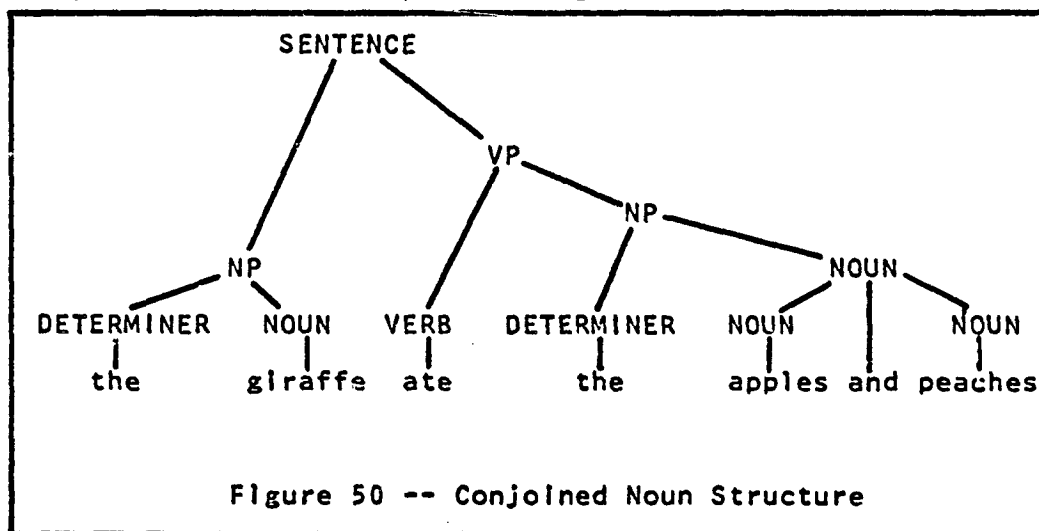 SENTENCE
VP
NP
NP NOUN
DETERMINER NOUN VERB DETERMINER NOUN NOUN
the giraffe ate the apples and peaches
Figure 50 -- Conjoined Noun Structure